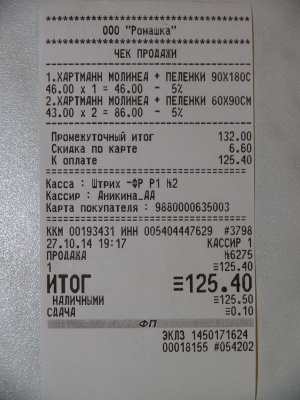 ООО "Ромашка"
ЧЕК ПРОДАЖИ
1.ХАРТМАНН МОЛИНЕА + ПЕЛЕНКИ 90X180С
46.00 x 1 = 46.00 - 5%
2.ХАРТМАНН МОЛИНЕА + ПЕЛЕНКИ 60X90СМ
43.00 x 2 = 86.00 - 5%
Промежуточный итог 132.00
Скидка по карте 6.60
К оплате 125.40
Касса : Штрих -ФР Р1 №2
Кассир : Аникина_АА
Карта покупателя : 9880000635003
ККМ 00193431 ИНН 005404447629 #3798
27.10.14 19:17 КАССИР 1
ПРОДАЖА №6275
1 ≡125.40
ИТОГ ≡125.40
НАЛИЧНЫМИ ≡125.50
СДАЧА ≡0.10
ФП
ЭКЛЗ 1450171624
00018155 #054202